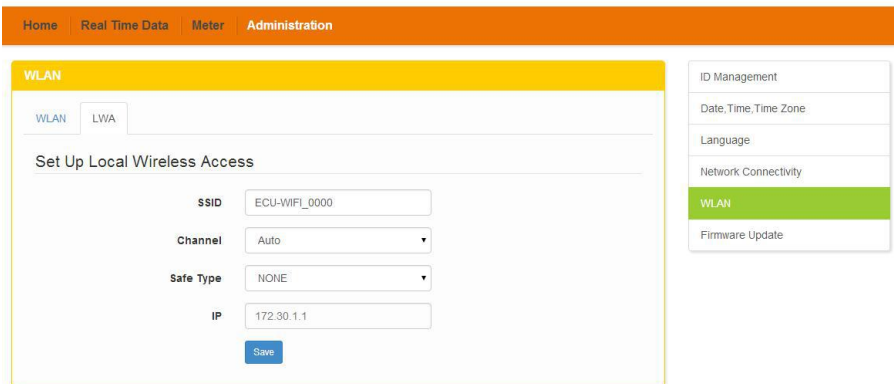 Home Real Time Data Meter Administration
WLAN
WLAN LWA
Set Up Local Wireless Access
SSID ECU-WIFI_0000
Channel Auto
Safe Type NONE
IP 172.30.1.1
Save
ID Management
Date,Time,Time Zone
Language
Network Connectivity
WLAN
Firmware Update